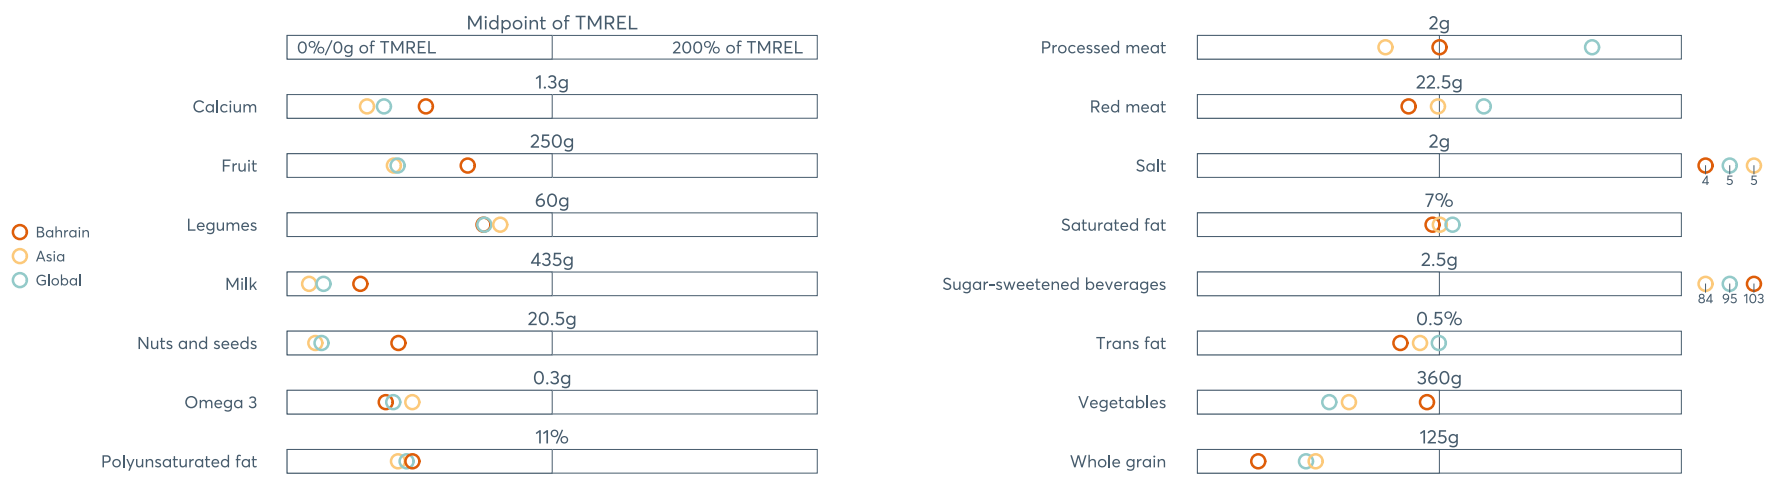 Midpoint of TMREL
0%/0g of TMREL
200% of TMREL
1.3g
Calcium
250g
Fruit
60g
Legumes
435g
Milk
20.5g
Nuts and seeds
0.3g
Omega 3
11%
Polyunsaturated fat
Bahrain
Asia
Global
2g
Processed meat
22.5g
Red meat
2g
Salt
4 5 5
7%
Saturated fat
2.5g
Sugar-sweetened beverages
84 95 103
0.5%
Trans fat
360g
Vegetables
125g
Whole grain